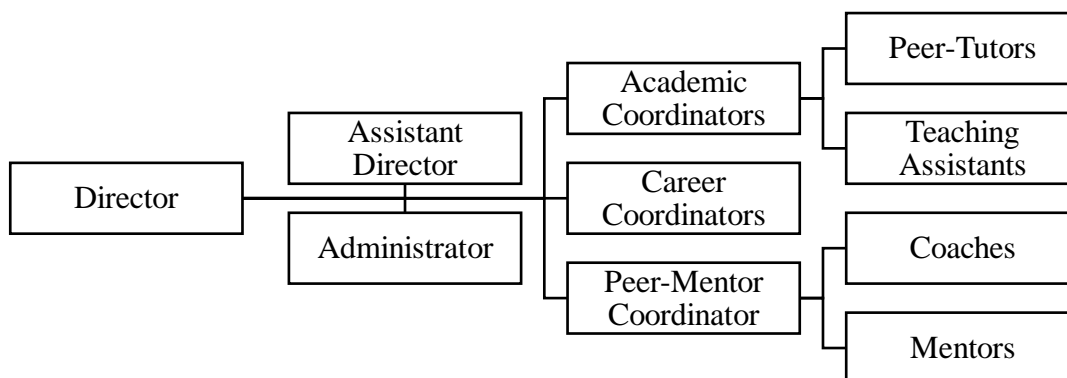 Director
Assistant
Director
Administrator
Academic
Coordinators
Career
Coordinators
Peer-Mentor
Coordinator
Peer-Tutors
Teaching
Assistants
Coaches
Mentors